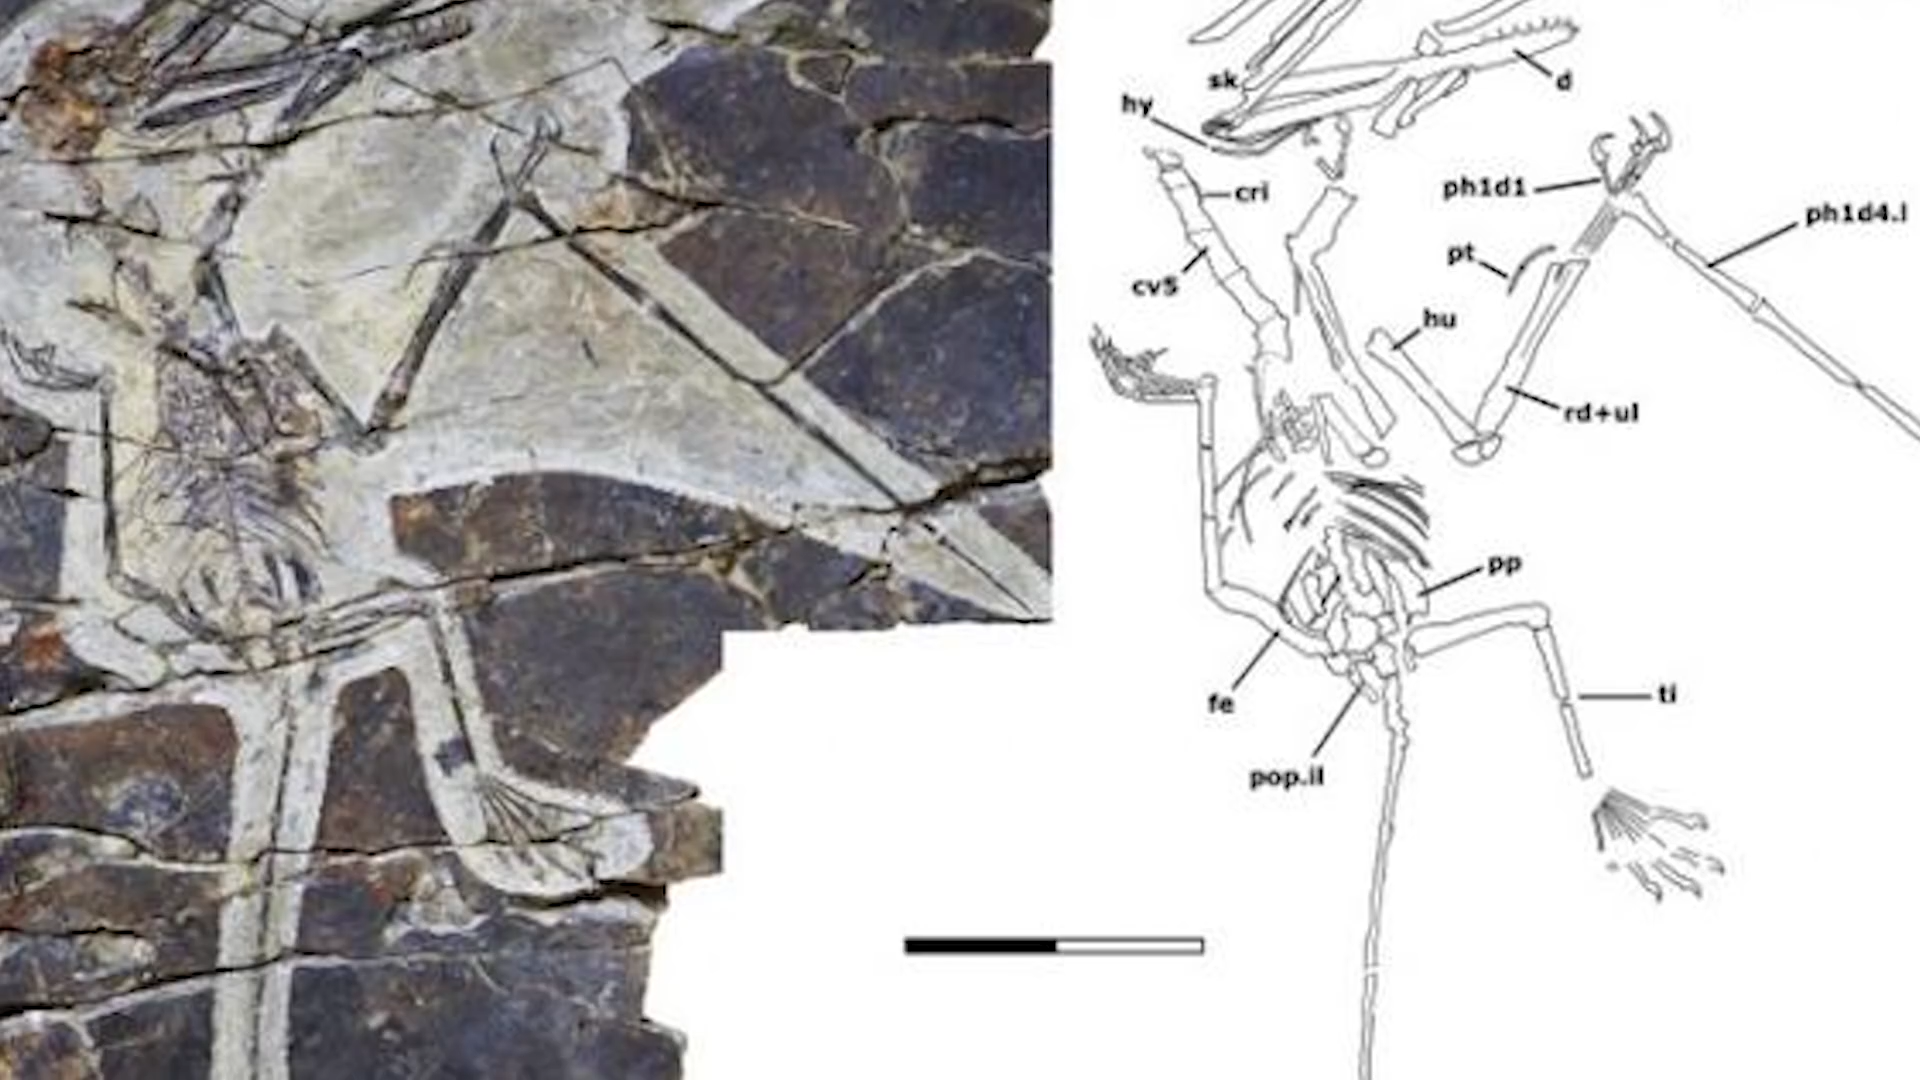 sk
d
hy
ph1d1
cri
ph1d4.l
pt
cv5
hu
rd+ul
pp
fe
ti
pop.il